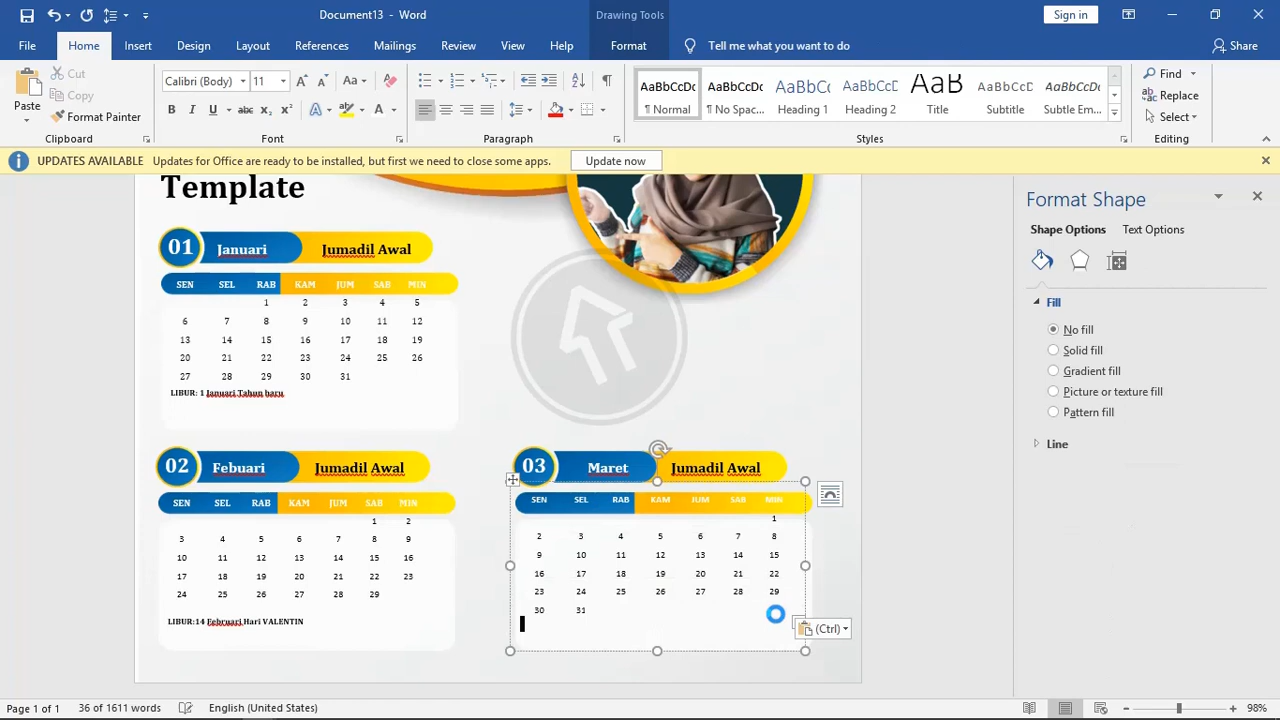 Document13 - Word
Drawing Tools
Sign in
File
Home
Insert
Design
Layout
References
Mailings
Review
View
Help
Format
Tell me what you want to do
Share
Paste
Cut
Copy
Format Painter
Calibri (Body)
11
Clipboard
Font
Paragraph
AaBbCcDc
¶ Normal
AaBbCcDc
¶ No Spac...
AaBbCc
Heading 1
AaBbCcD
Heading 2
AaB
Title
AaBbCcD
Subtitle
AaBbCcDc
Subtle Em...
Styles
Find
Replace
Select
Editing
UPDATES AVAILABLE Updates for Office are ready to be installed, but first we need to close some apps. Update now
Template
01 Januari Jumadil Awal
SEN SEL RAB KAM JUM SAB MIN
1 2 3 4 5
6 7 8 9 10 11 12
13 14 15 16 17 18 19
20 21 22 23 24 25 26
27 28 29 30 31
LIBUR: 1 Januari Tahun baru
02 Febuari Jumadil Awal
SEN SEL RAB KAM JUM SAB MIN
1 2
3 4 5 6 7 8 9
10 11 12 13 14 15 16
17 18 19 20 21 22 23
24 25 26 27 28 29
LIBUR:14 Februari Hari VALENTIN
03 Maret Jumadil Awal
SEN SEL RAB KAM JUM SAB MIN
1
2 3 4 5 6 7 8
9 10 11 12 13 14 15
16 17 18 19 20 21 22
23 24 25 26 27 28 29
30 31
(Ctrl)
Format Shape
Shape Options
Text Options
Fill
No fill
Solid fill
Gradient fill
Picture or texture fill
Pattern fill
Line
Page 1 of 1
36 of 1611 words
English (United States)
98%